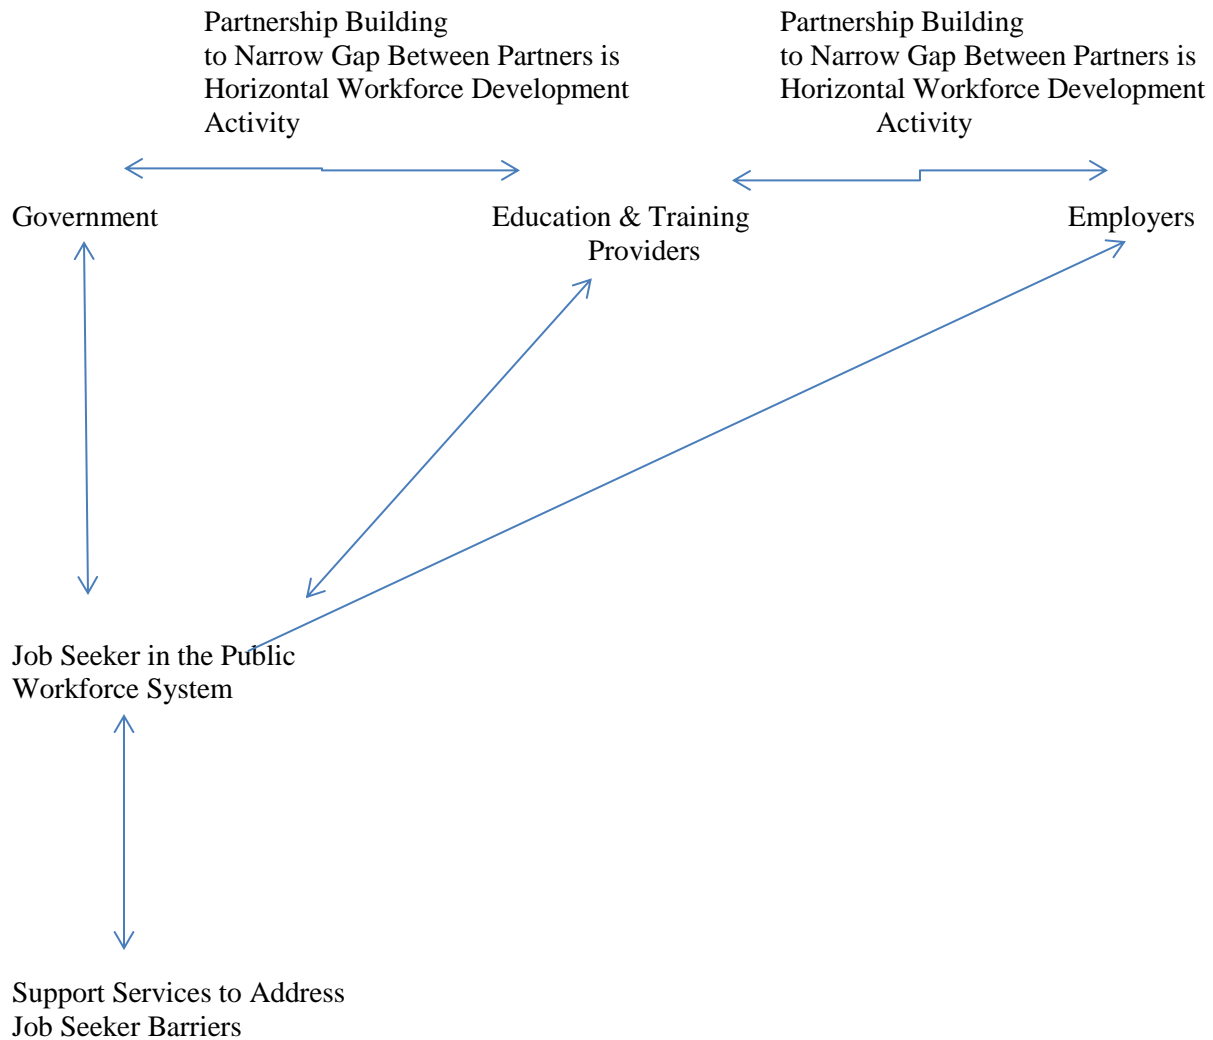 Partnership Building
to Narrow Gap Between Partners is
Horizontal Workforce Development
Activity
Partnership Building
to Narrow Gap Between Partners is
Horizontal Workforce Development
Activity
Government
Education & Training
Providers
Employers
Job Seeker in the Public
Workforce System
Support Services to Address
Job Seeker Barriers